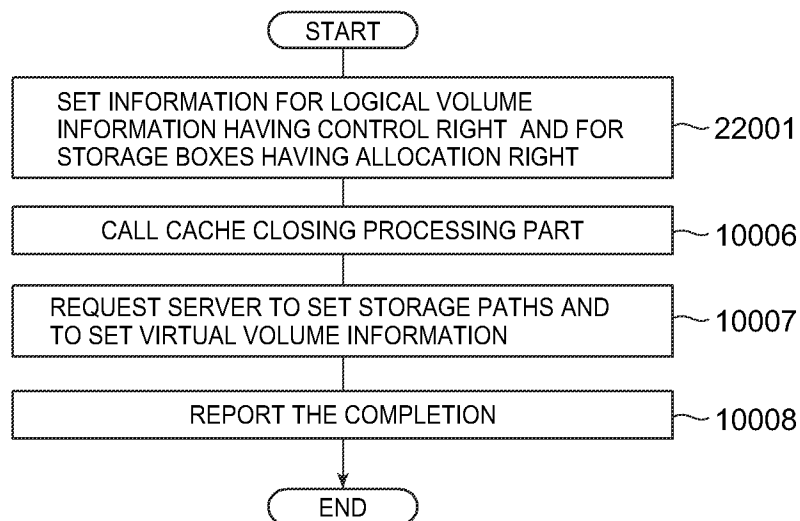 START
SET INFORMATION FOR LOGICAL VOLUME
INFORMATION HAVING CONTROL RIGHT AND FOR
STORAGE BOXES HAVING ALLOCATION RIGHT
22001
CALL CACHE CLOSING PROCESSING PART
10006
REQUEST SERVER TO SET STORAGE PATHS AND
TO SET VIRTUAL VOLUME INFORMATION
10007
REPORT THE COMPLETION
10008
END